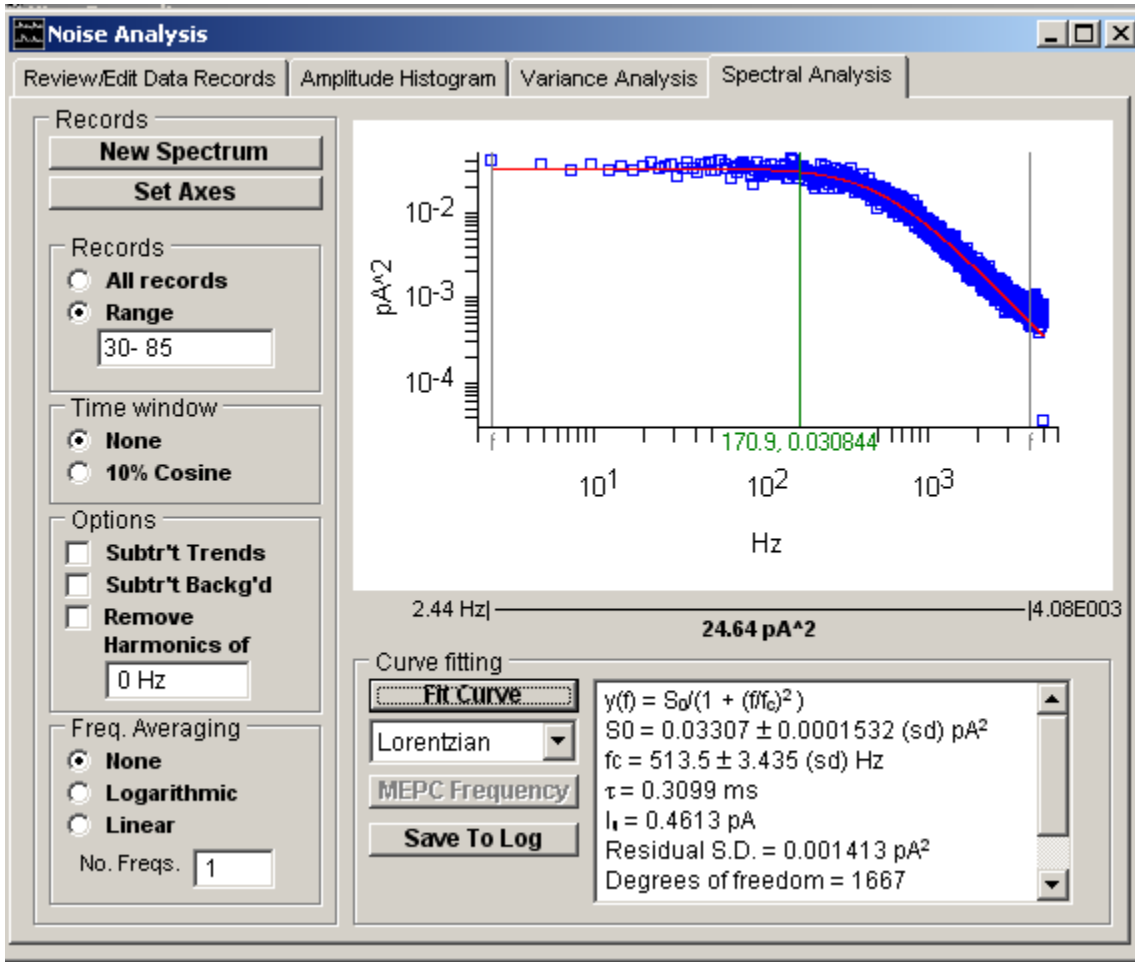 Noise Analysis
Review/Edit Data Records Amplitude Histogram Variance Analysis Spectral Analysis
Records
New Spectrum
Set Axes
Records
All records
Range
30- 85
Time window
None
10% Cosine
Options
Subtr't Trends
Subtr't Backg'd
Remove
Harmonics of
0 Hz
Freq. Averaging
None
Logarithmic
Linear
No. Freqs. 1
pA^2
10-2
10-3
10-4
f 170.9, 0.030844 f
10¹ 10² 10³
Hz
2.44 Hz| |4.08E003
24.64 pA^2
Curve fitting
Fit Curve
Lorentzian
MEPC Frequency
Save To Log
y(f) = S₀/(1 + (f/f꜀)² )
S0 = 0.03307 ± 0.0001532 (sd) pA²
fc = 513.5 ± 3.435 (sd) Hz
τ = 0.3099 ms
= 0.4613 pA
Residual S.D. = 0.001413 pA²
Degrees of freedom = 1667